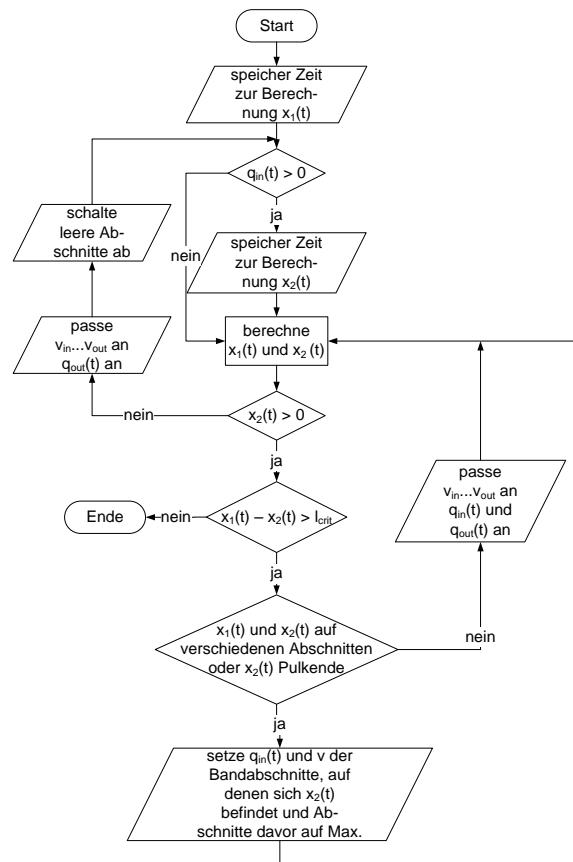 Start
speicher Zeit
zur Berech-
nung x₁(t)
qᵢₙ(t) > 0
ja
nein
speicher Zeit
zur Berech-
nung x₂(t)
schalte
leere Ab-
schnitte ab
berechne
x₁(t) und x₂ (t)
passe
vᵢₙ...vₒᵤₜ an
qₒᵤₜ(t) an
nein
x₂(t) > 0
ja
Ende
nein
x₁(t) – x₂(t) > l_crit
ja
passe
vᵢₙ...vₒᵤₜ an
qᵢₙ(t) und
qₒᵤₜ(t) an
x₁(t) und x₂(t) auf
verschiedenen Abschnitten
oder x₂(t) Pulkende
nein
ja
setze qᵢₙ(t) und v der
Bandabschnitte, auf
denen sich x₂(t)
befindet und Ab-
schnitte davor auf Max.